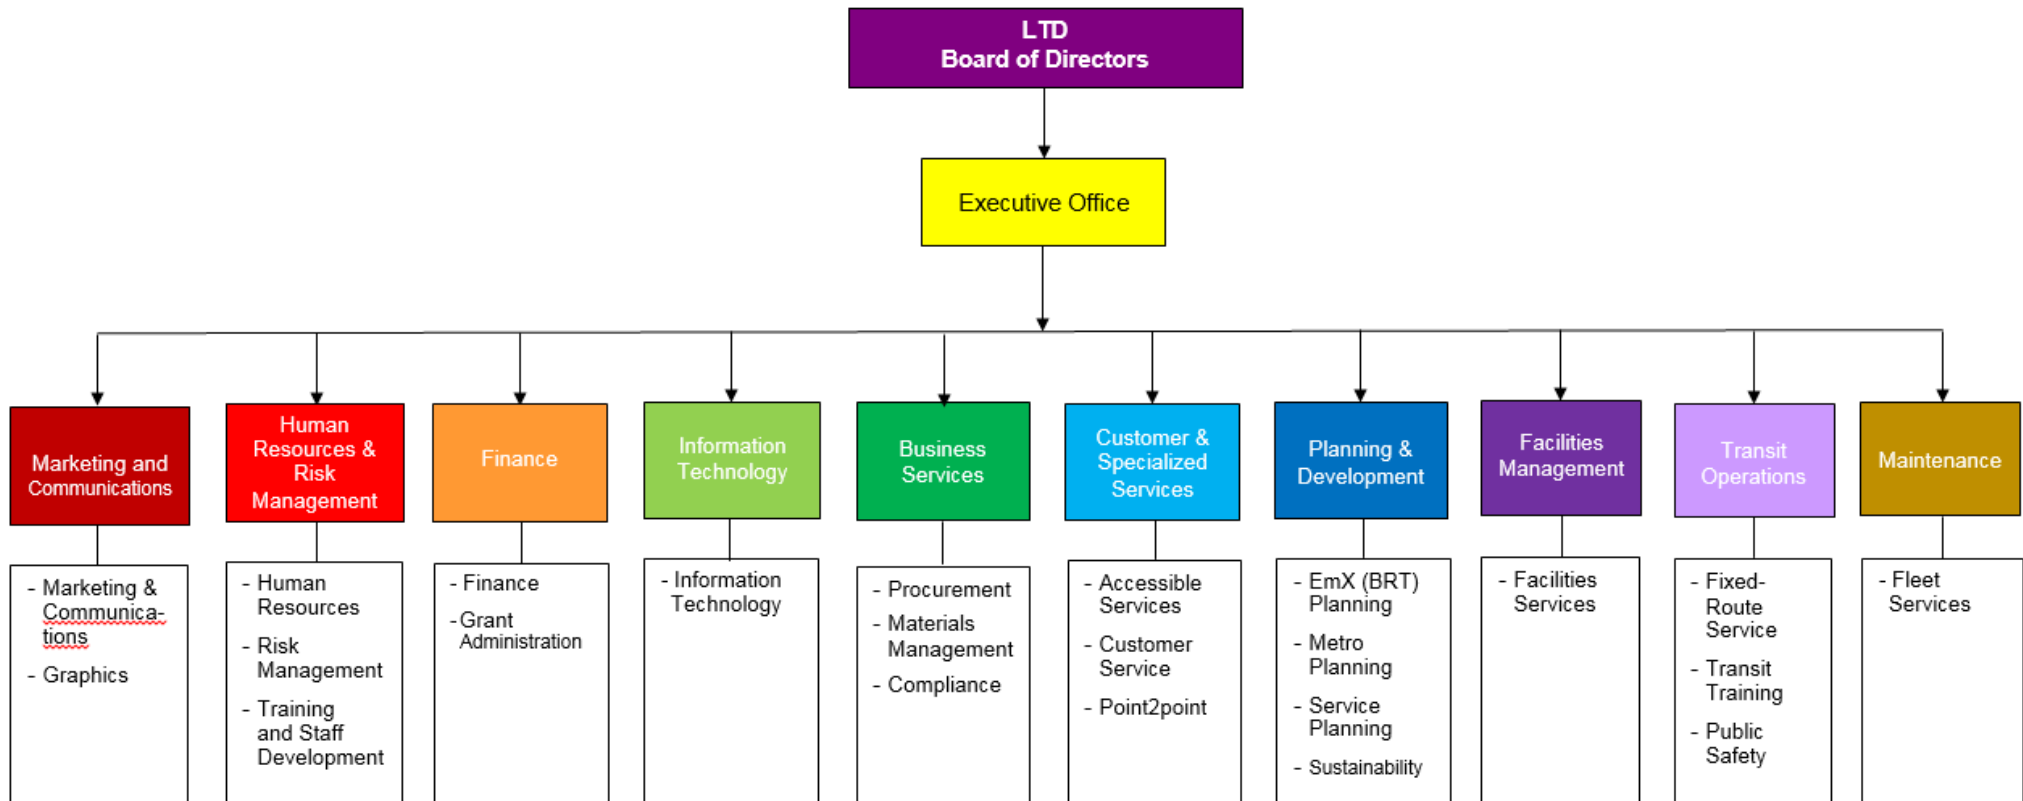 LTD
Board of Directors
Executive Office
Marketing and
Communications
Human
Resources &
Risk
Management
Finance
Information
Technology
Business
Services
Customer &
Specialized
Services
Planning &
Development
Facilities
Management
Transit
Operations
Maintenance
- Marketing &
Communica-
tions
- Graphics
- Human
Resources
- Risk
Management
- Training
and Staff
Development
- Finance
- Grant
Administration
- Information
Technology
- Procurement
- Materials
Management
- Compliance
- Accessible
Services
- Customer
Service
- Point2point
- EmX (BRT)
Planning
- Metro
Planning
- Service
Planning
- Sustainability
- Facilities
Services
- Fixed-
Route
Service
- Transit
Training
- Public
Safety
- Fleet
Services